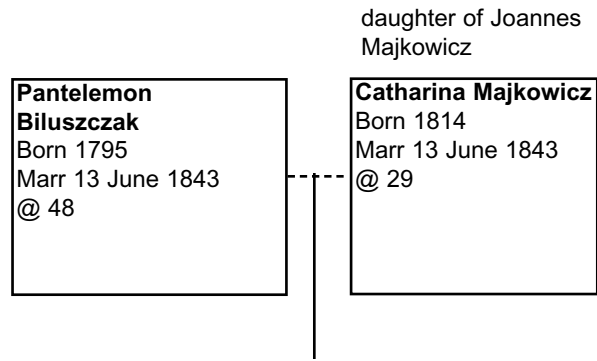 daughter of Joannes
Majkowicz
Pantelemon
Biluszczak
Born 1795
Marr 13 June 1843
@ 48
Catharina Majkowicz
Born 1814
Marr 13 June 1843
@ 29